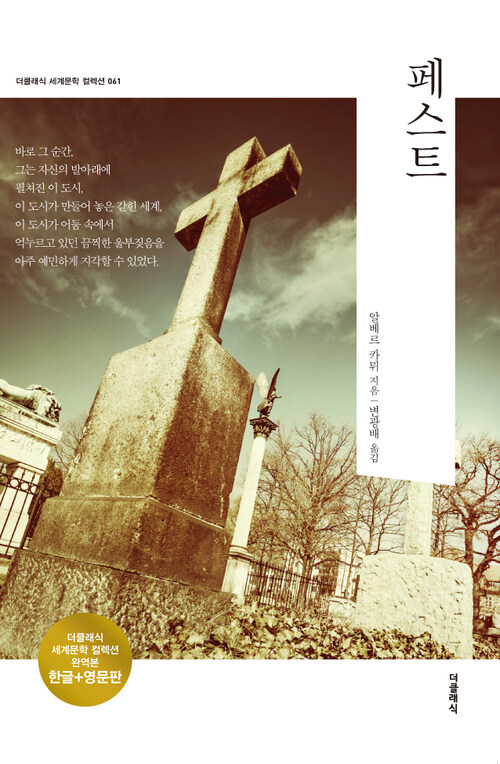 더클래식 세계문학 컬렉션 061
페스트
바로 그 순간,
그는 자신의 발아래에
펼쳐진 이 도시,
이 도시가 만들어 놓은 갇힌 세계,
이 도시가 어둠 속에서
억누르고 있던 끔찍한 울부짖음을
아주 예민하게 지각할 수 있었다.
알베르 카뮈 지음 | 변광배 옮김
더클래식
세계문학 컬렉션
완역본
한글+영문판
더클래식